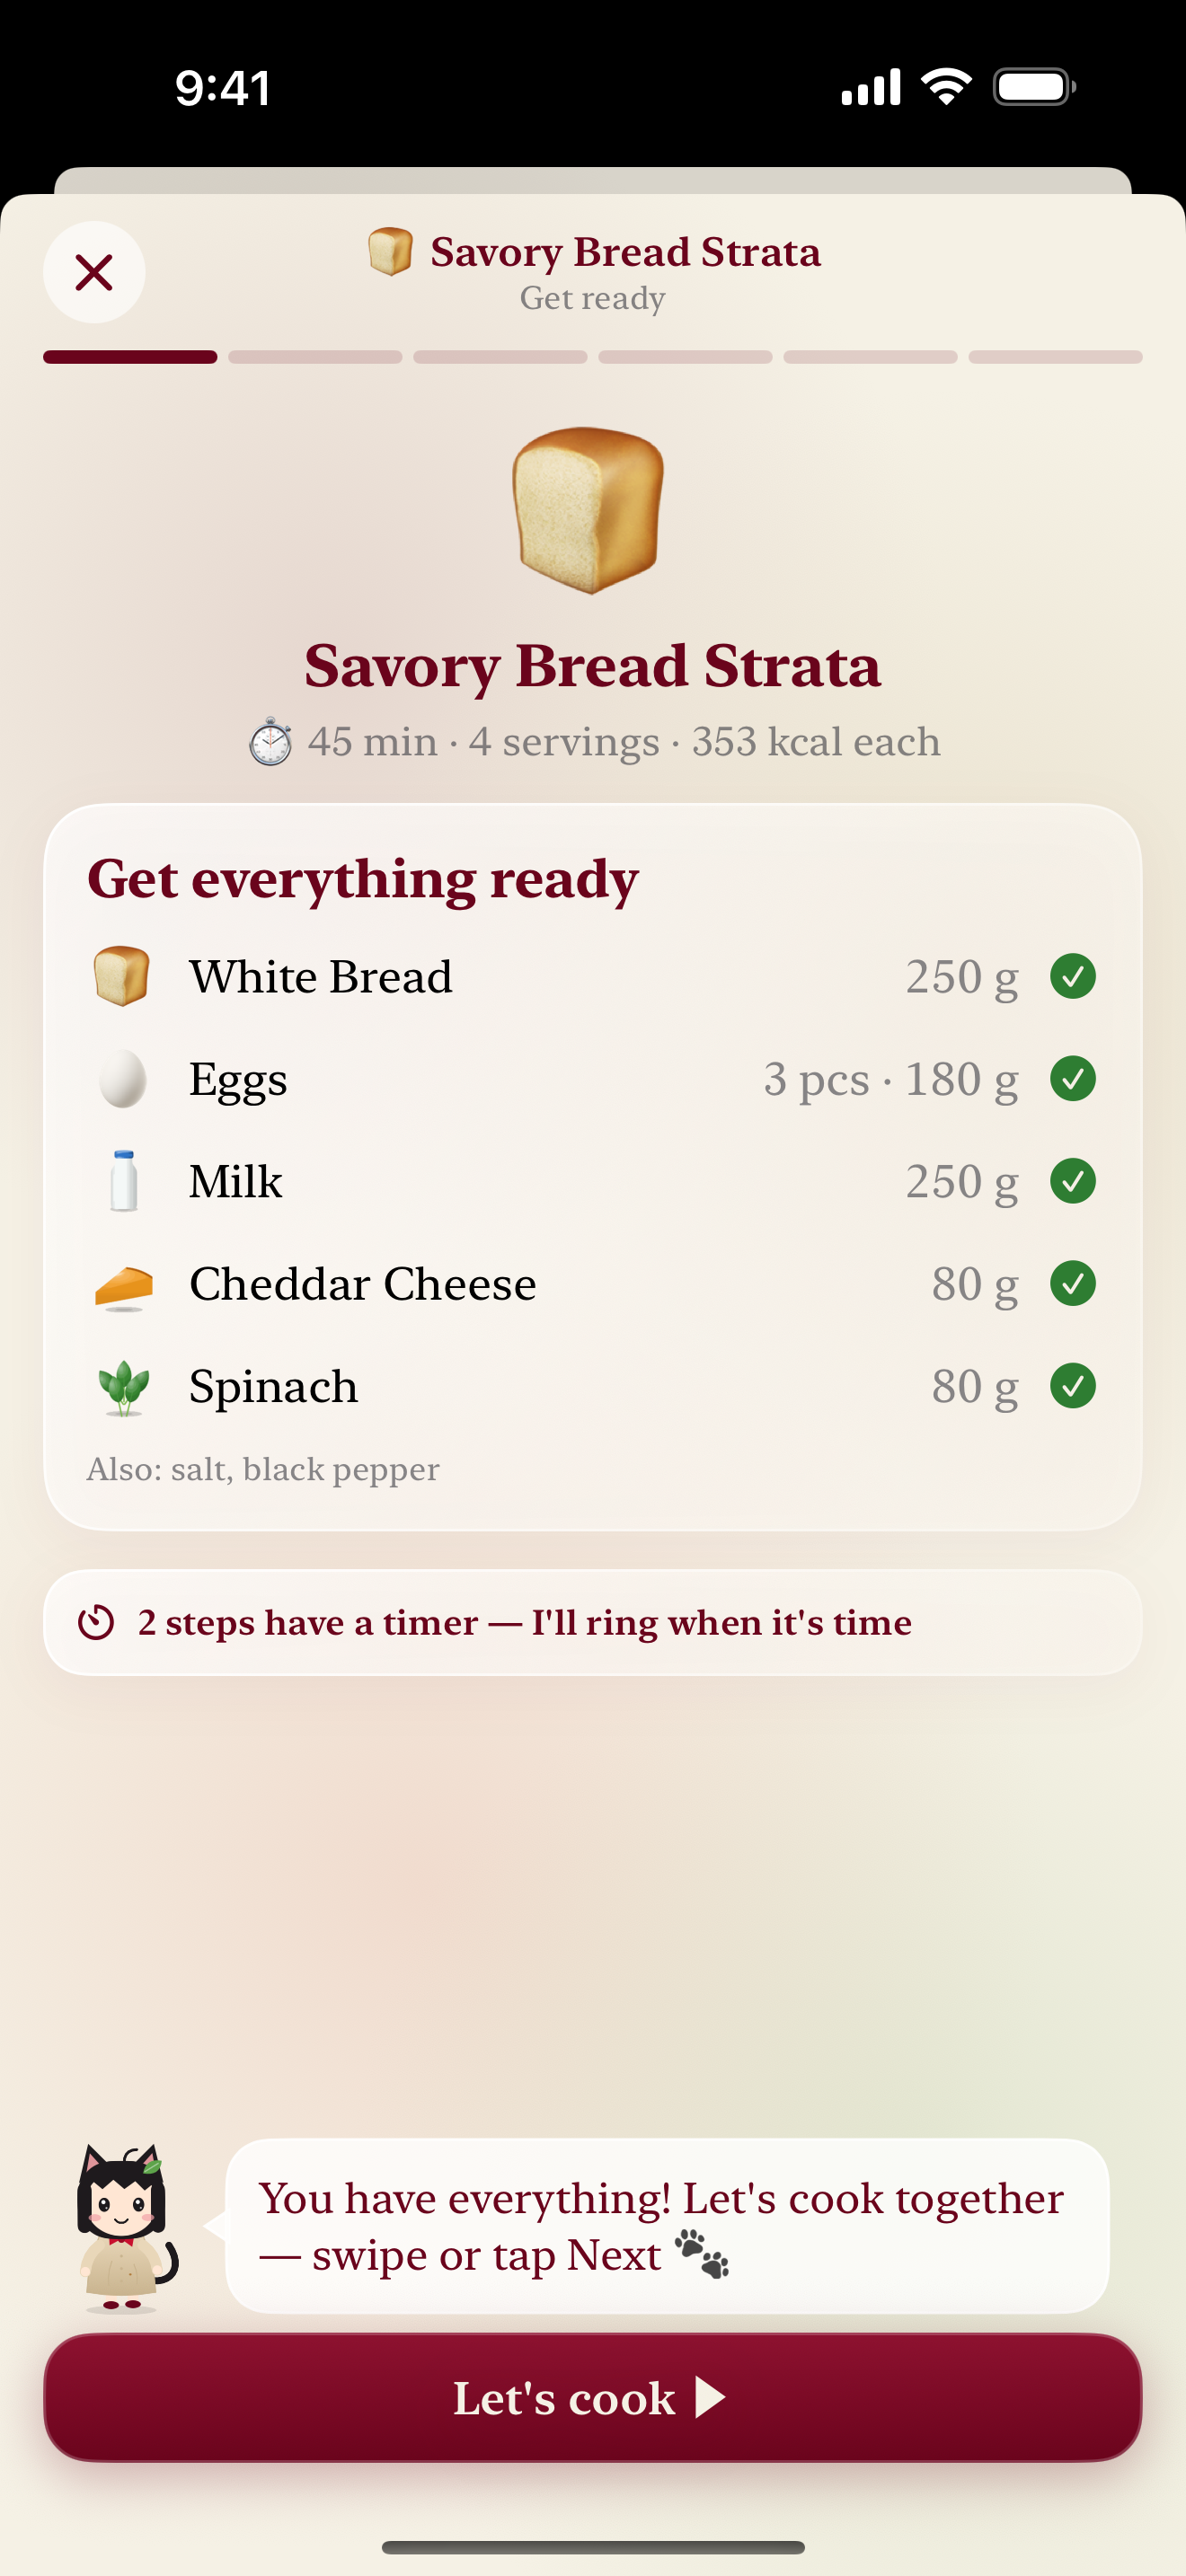 9:41
Savory Bread Strata
Get ready
Savory Bread Strata
45 min · 4 servings · 353 kcal each
Get everything ready
White Bread 250 g
Eggs 3 pcs · 180 g
Milk 250 g
Cheddar Cheese 80 g
Spinach 80 g
Also: salt, black pepper
2 steps have a timer — I'll ring when it's time
You have everything! Let's cook together
— swipe or tap Next 🐾
Let's cook ▶